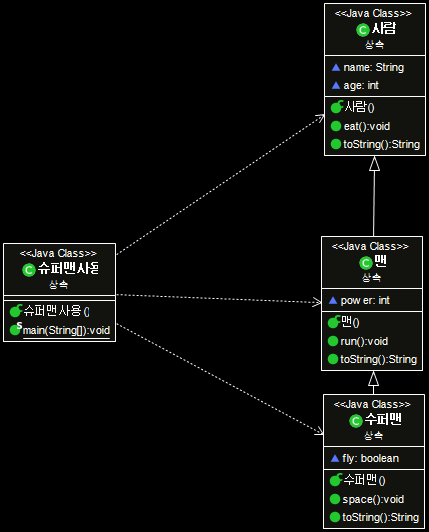 <<Java Class>>
사람
상속
name: String
age: int
사람()
eat():void
toString():String
<<Java Class>>
슈퍼맨사용
상속
슈퍼맨사용()
main(String[]):void
<<Java Class>>
맨
상속
power: int
맨()
run():void
toString():String
<<Java Class>>
수퍼맨
상속
fly: boolean
수퍼맨()
space():void
toString():String